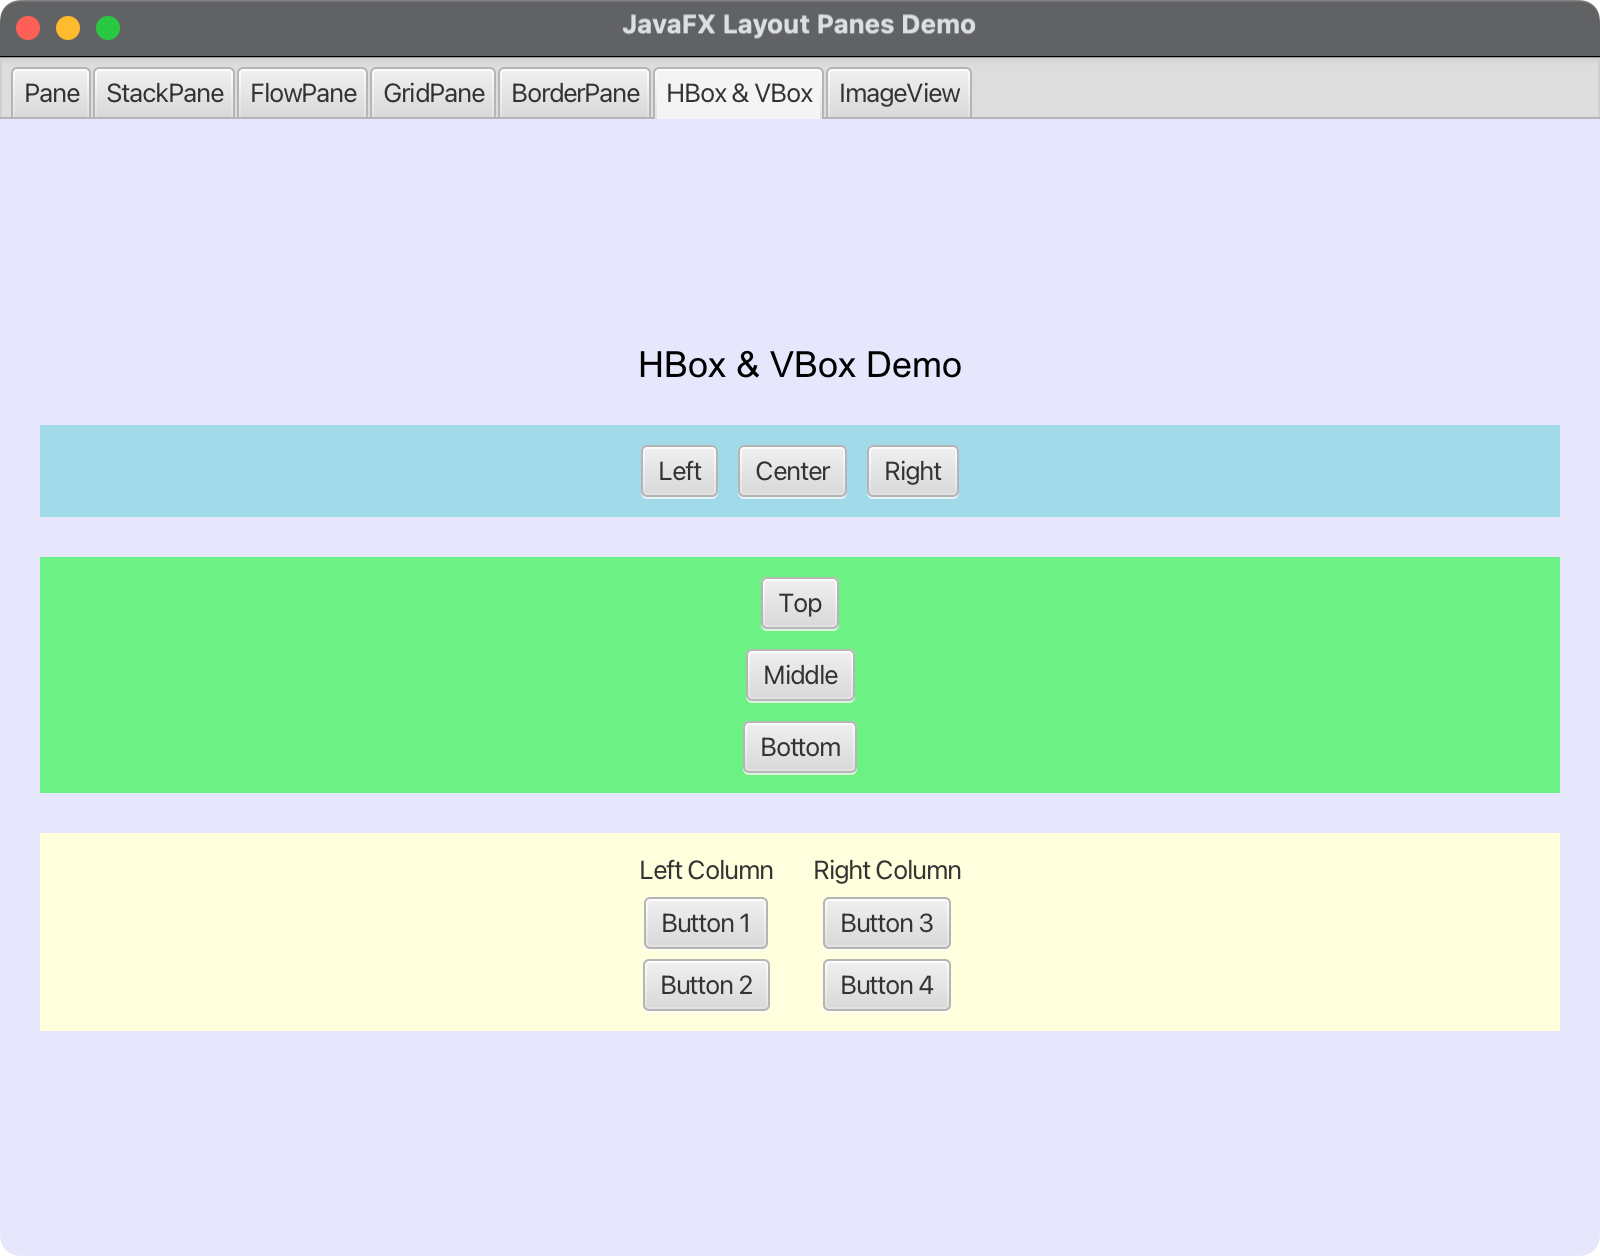 JavaFX Layout Panes Demo
Pane StackPane FlowPane GridPane BorderPane HBox & VBox ImageView
HBox & VBox Demo
Left Center Right
Top
Middle
Bottom
Left Column Right Column
Button 1 Button 3
Button 2 Button 4